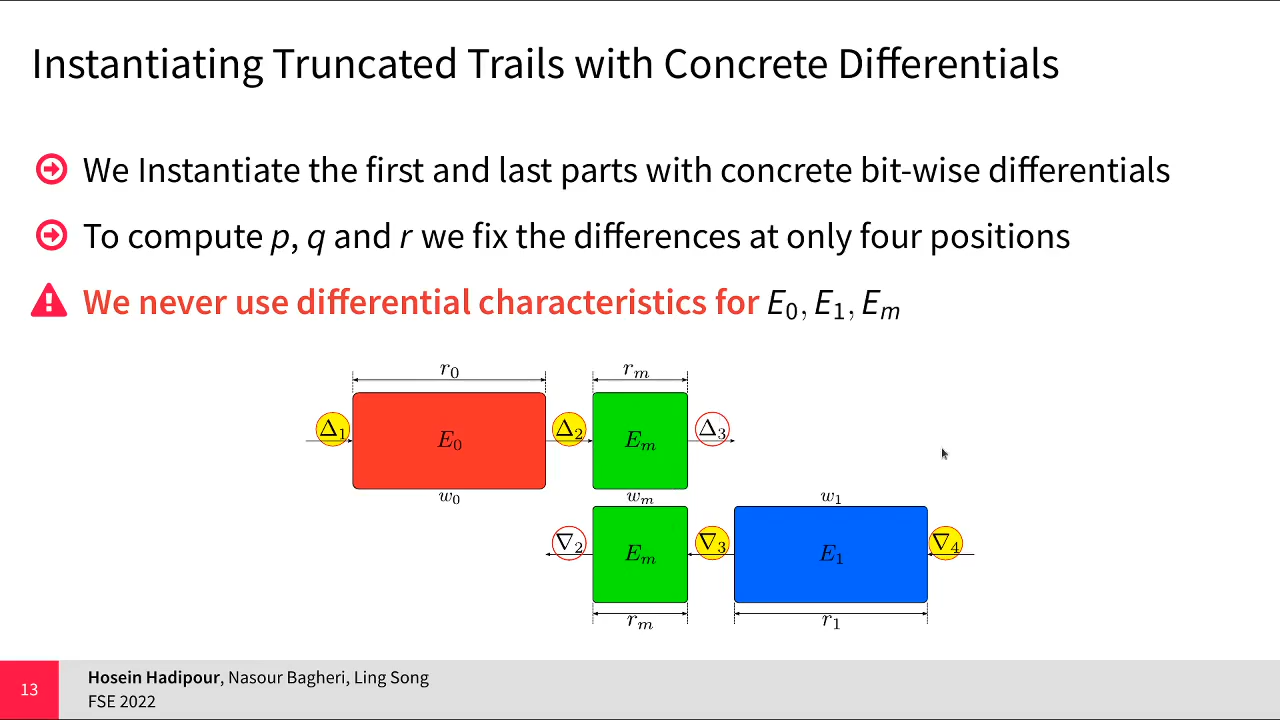 Instantiating Truncated Trails with Concrete Differentials
We Instantiate the first and last parts with concrete bit-wise differentials
To compute p, q and r we fix the differences at only four positions
We never use differential characteristics for E₀, E₁, Eₘ
r₀ rₘ
Δ₁ E₀ Δ₂ Eₘ Δ₃
w₀ wₘ w₁
∇₂ Eₘ ∇₃ E₁ ∇₄
rₘ r₁
13
Hosein Hadipour, Nasour Bagheri, Ling Song
FSE 2022